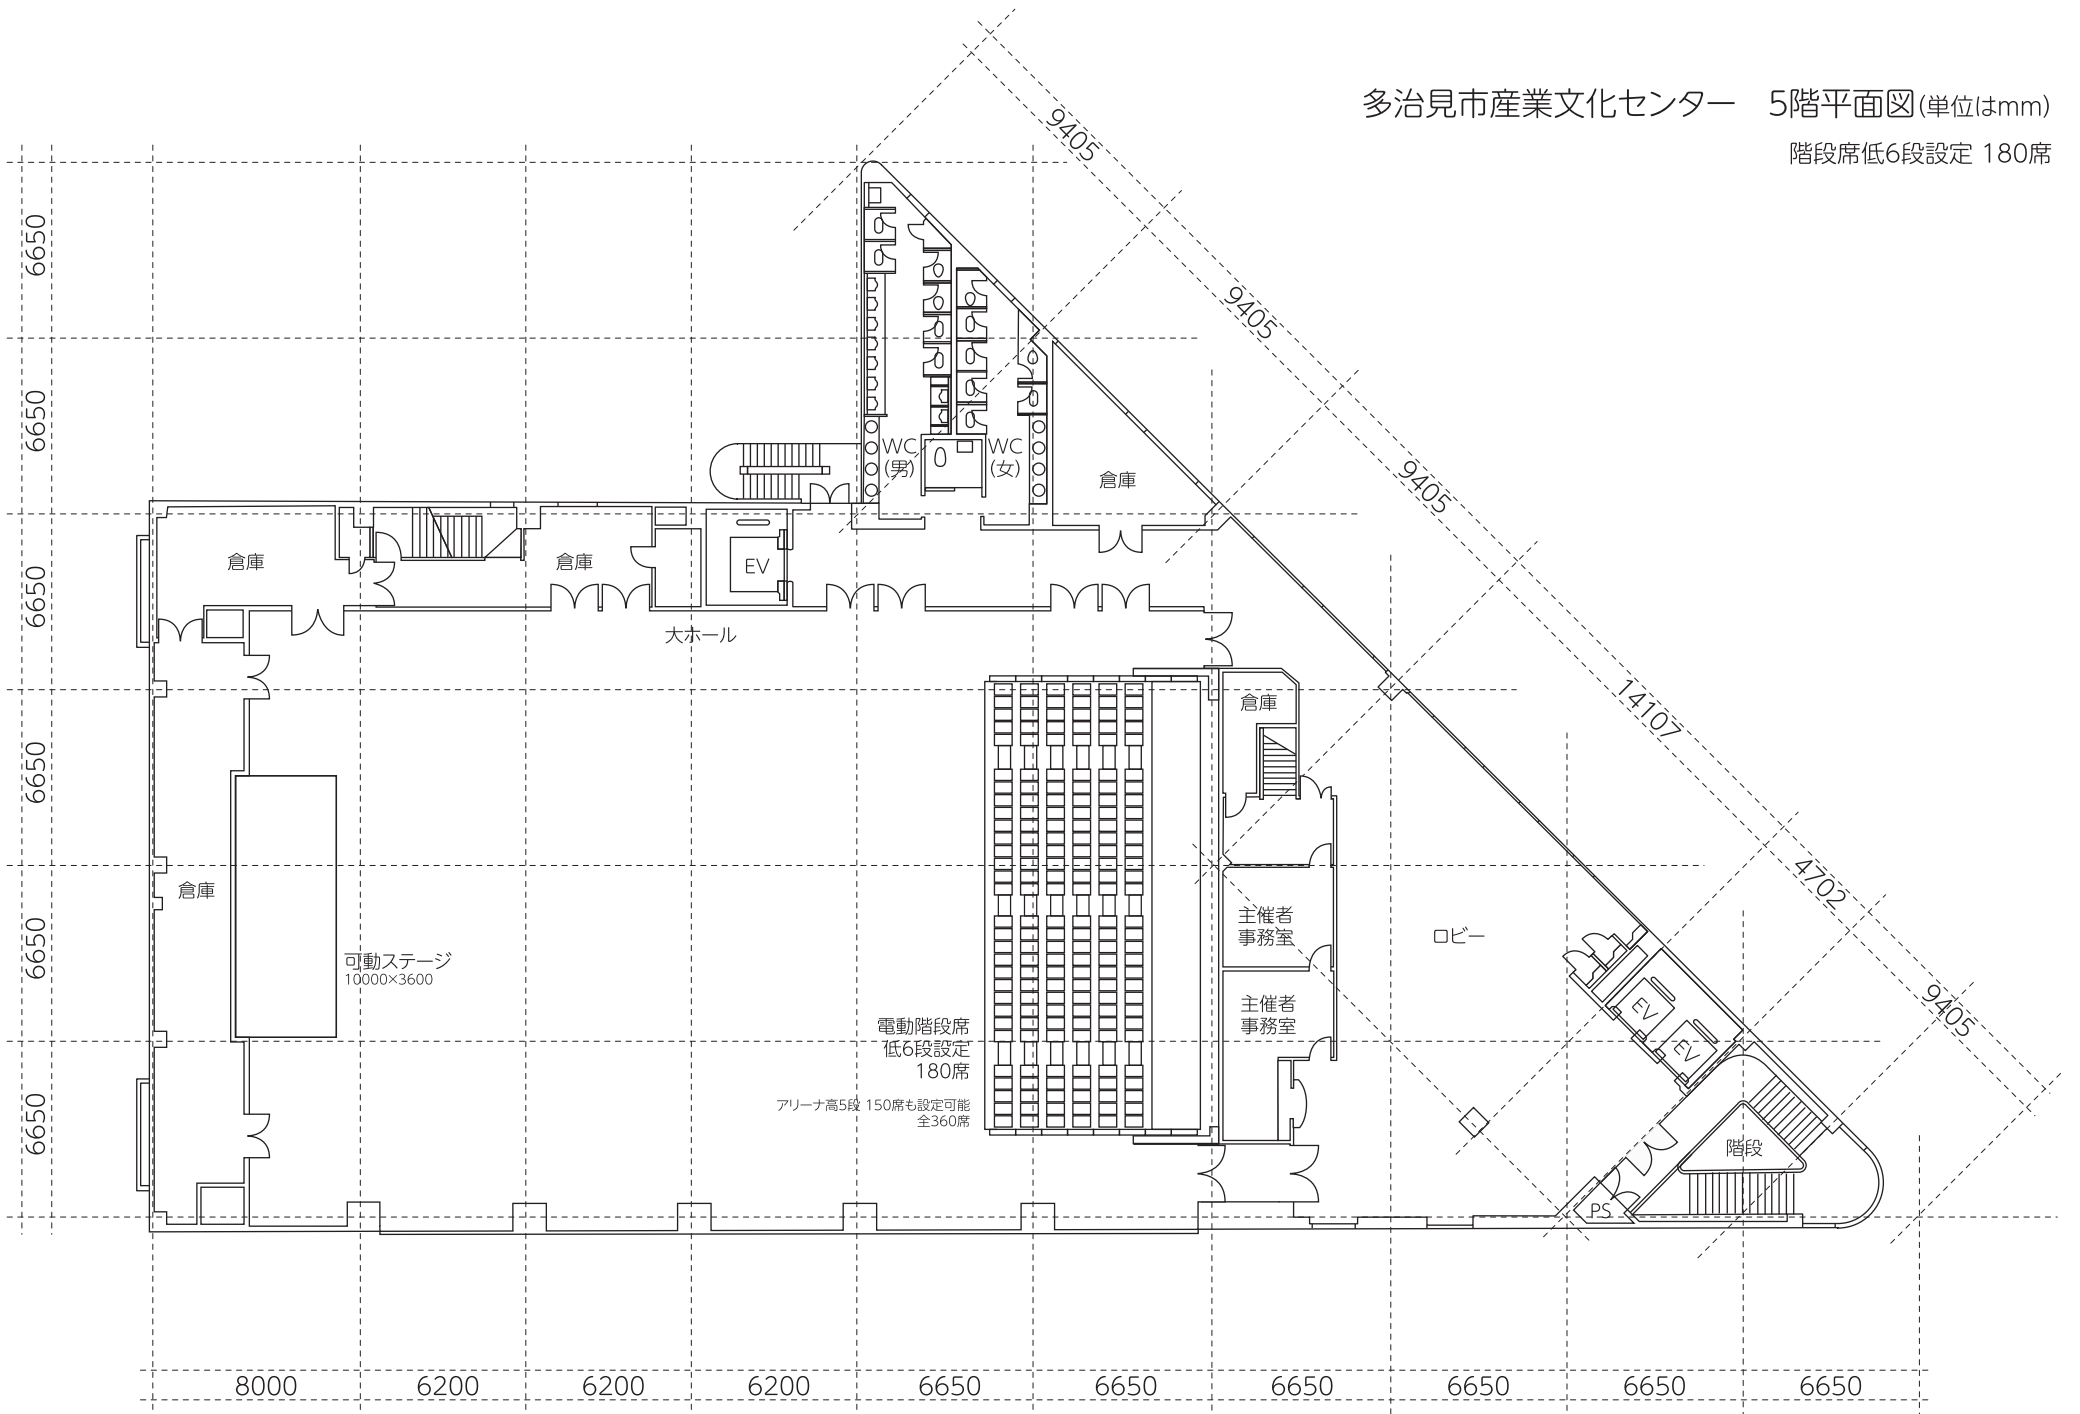 多治見市産業文化センター 5階平面図(単位はmm)
階段席低6段設定 180席
9405
9405
9405
14107
4702
9405
6650
6650
6650
6650
6650
6650
WC
(男)
WC
(女)
倉庫
倉庫
倉庫
EV
大ホール
倉庫
倉庫
主催者
事務室
ロビー
可動ステージ
10000×3600
主催者
事務室
EV
EV
電動階段席
低6段設定
180席
アリーナ高5段 150席も設定可能
全360席
階段
PS
8000
6200
6200
6200
6650
6650
6650
6650
6650
6650